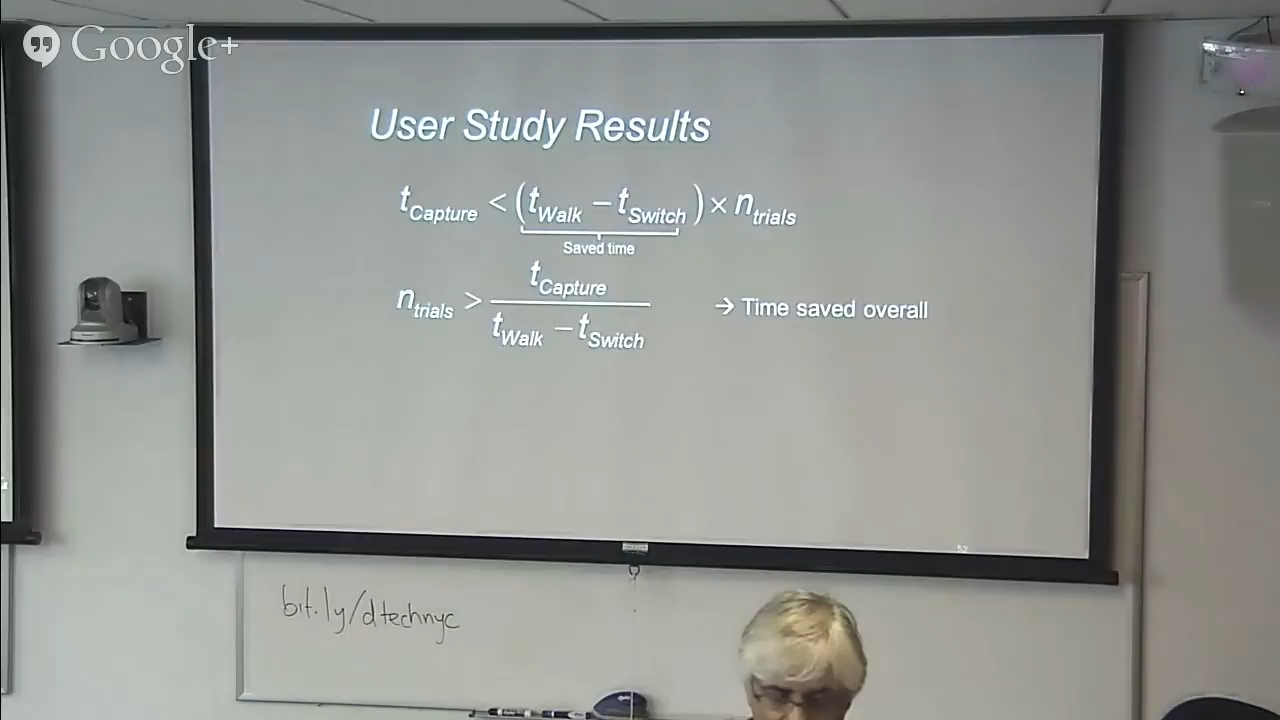 Google+
User Study Results
t_Capture < (t_Walk − t_Switch) × n_trials
Saved time
n_trials > t_Capture / (t_Walk − t_Switch) → Time saved overall
52
bit.ly/dtechnyc